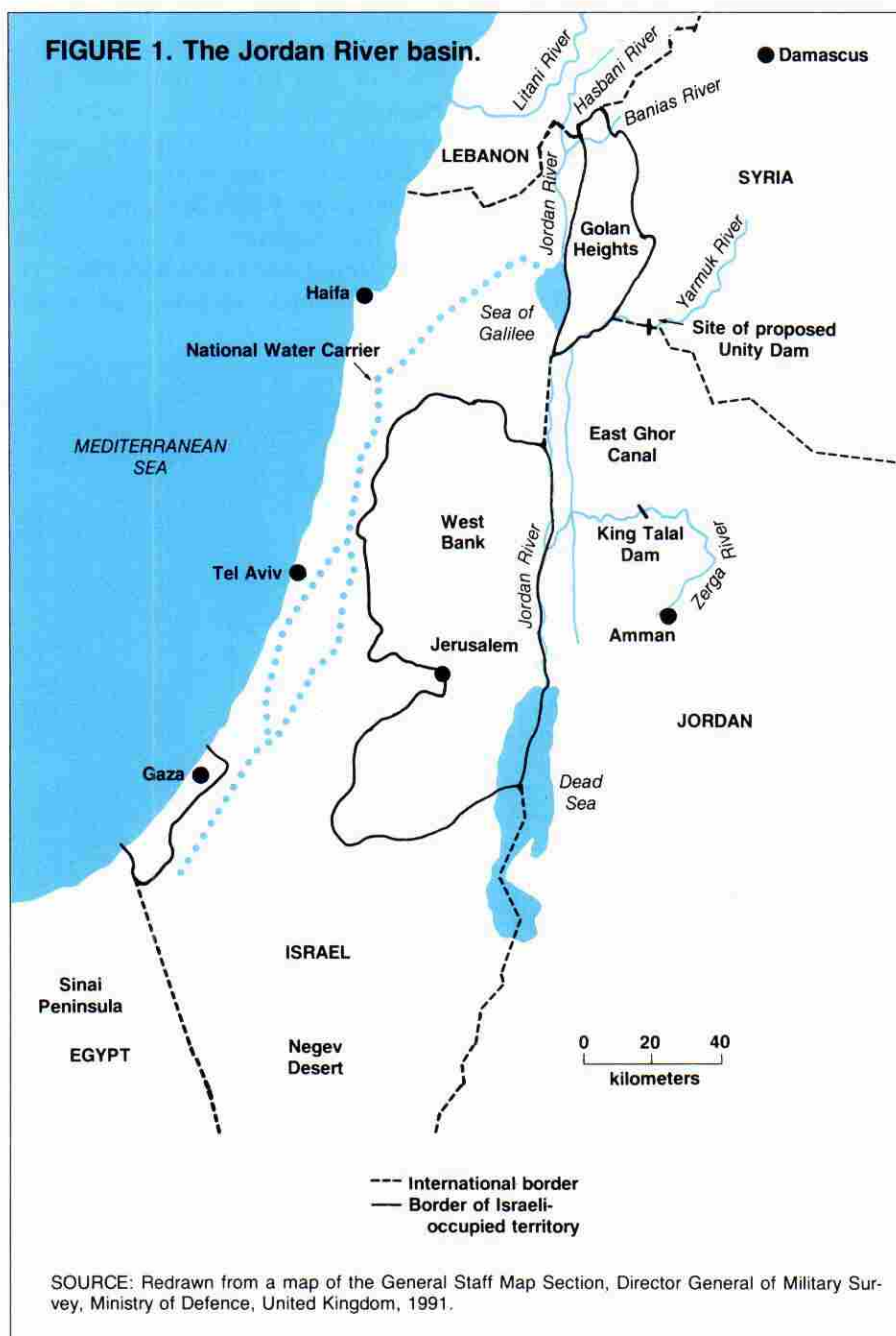 FIGURE 1. The Jordan River basin.
Litani River
Hasbani River
Damascus
Banias River
LEBANON
Jordan River
SYRIA
Golan
Heights
Yarmuk River
Haifa
Sea of
Galilee
Site of proposed
Unity Dam
National Water Carrier
MEDITERRANEAN
SEA
East Ghor
Canal
West
Bank
Jordan River
King Talal
Dam
Zerga River
Tel Aviv
Amman
Jerusalem
JORDAN
Gaza
Dead
Sea
ISRAEL
Sinai
Peninsula
EGYPT
Negev
Desert
0 20 40
kilometers
International border
Border of Israeli-
occupied territory
SOURCE: Redrawn from a map of the General Staff Map Section, Director General of Military Sur-
vey, Ministry of Defence, United Kingdom, 1991.